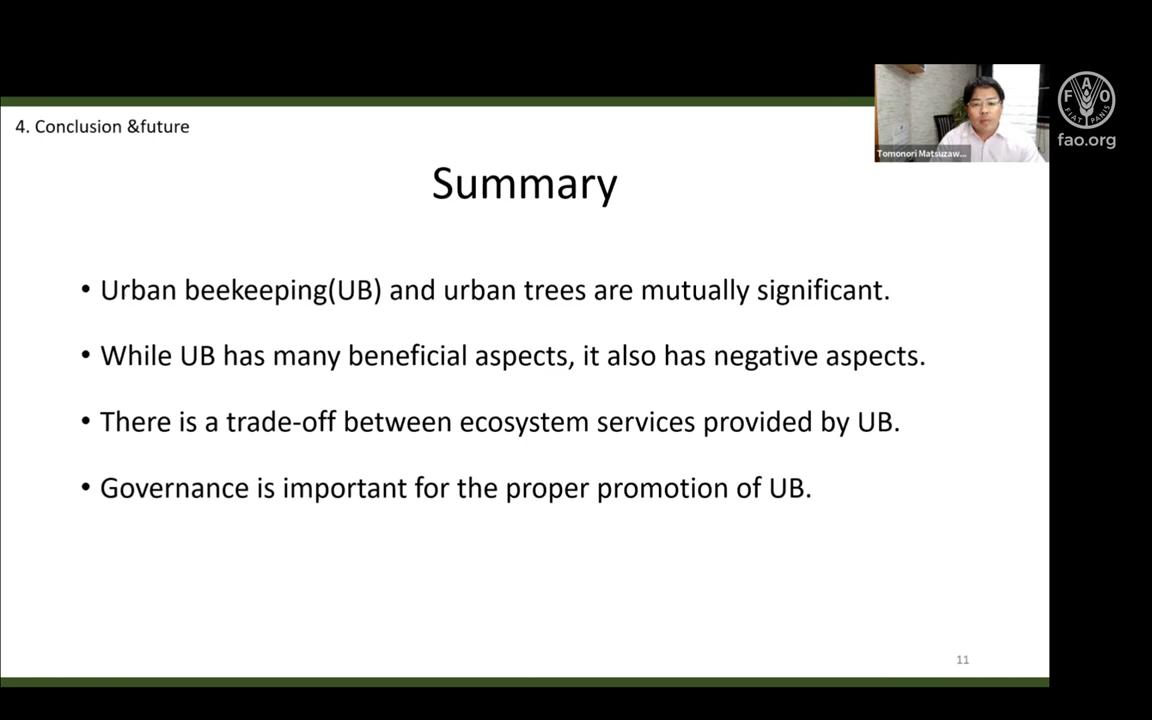 4. Conclusion &future
Tomonori Matsuzaw...
F A O
FIAT PANIS
fao.org
Summary
• Urban beekeeping(UB) and urban trees are mutually significant.
• While UB has many beneficial aspects, it also has negative aspects.
• There is a trade-off between ecosystem services provided by UB.
• Governance is important for the proper promotion of UB.
11